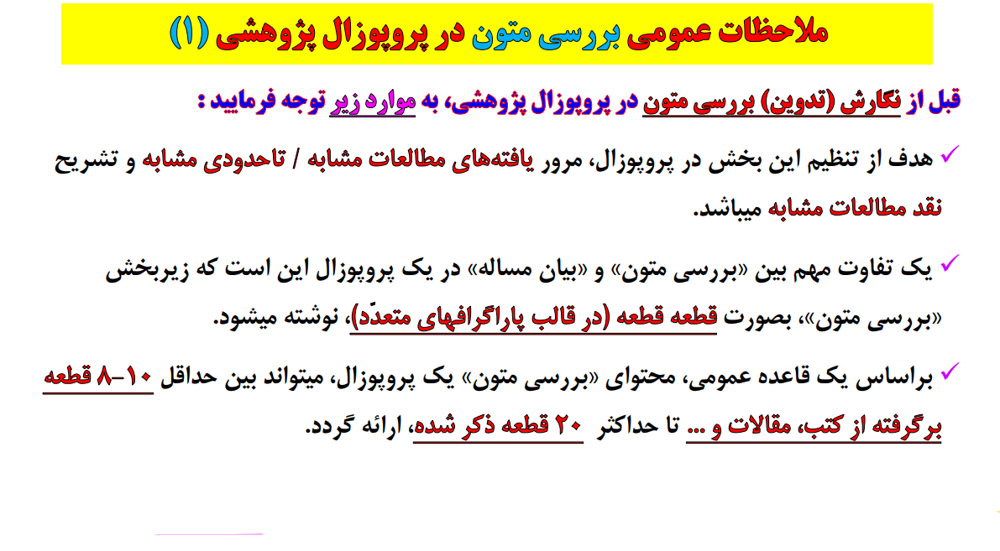 ملاحظات عمومی بررسی متون در پروپوزال پژوهشی (۱)
قبل از نگارش (تدوین) بررسی متون در پروپوزال پژوهشی، به موارد زیر توجه فرمایید :
✓ هدف از تنظیم این بخش در پروپوزال، مرور یافته‌های مطالعات مشابه / تاحدودی مشابه و تشریح
نقد مطالعات مشابه میباشد.
✓ یک تفاوت مهم بین «بررسی متون» و «بیان مساله» در یک پروپوزال این است که زیربخش
«بررسی متون»، بصورت قطعه قطعه (در قالب پاراگرافهای متعدّد)، نوشته میشود.
✓ براساس یک قاعده عمومی، محتوای «بررسی متون» یک پروپوزال، میتواند بین حداقل ۱۰-۸ قطعه
برگرفته از کتب، مقالات و ... تا حداکثر ۲۰ قطعه ذکر شده، ارائه گردد.